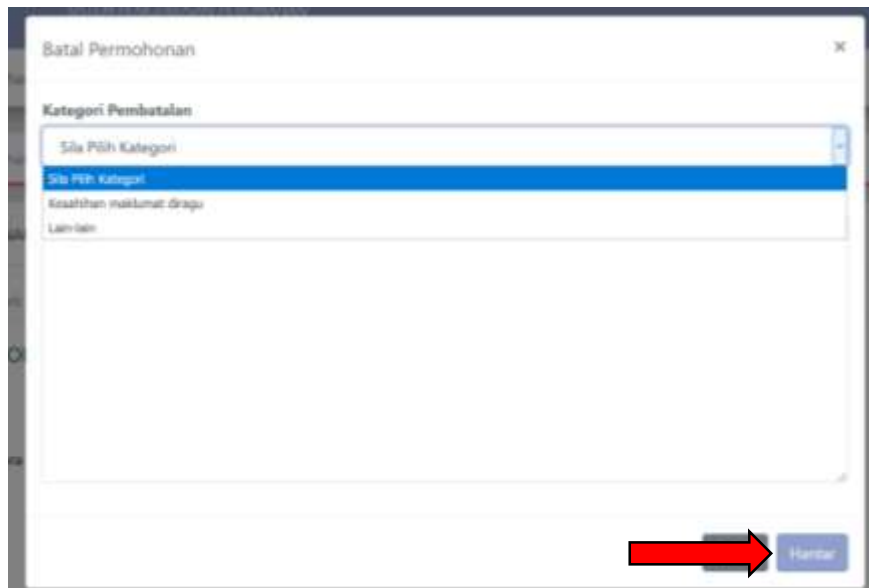 Batal Permohonan
×
Kategori Pembatalan
Sila Pilih Kategori
Sila Pilih Kategori
Kesahihan maklumat diragu
Lain-lain
Hantar